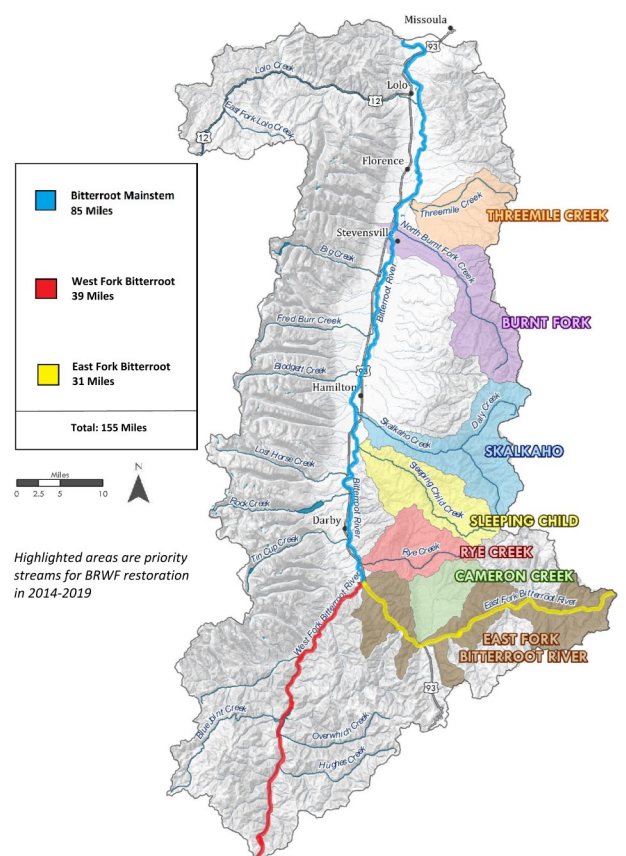 Missoula
93
Lolo Creek
Lolo
12
East Fork Lolo Creek
12
Florence
Bitterroot Mainstem
85 Miles
West Fork Bitterroot
39 Miles
East Fork Bitterroot
31 Miles
Total: 155 Miles
Threemile Creek
THREEMILE CREEK
Stevensville
North Burnt Fork Creek
Big Creek
Bitterroot River
BURNT FORK
Fred Burr Creek
Blodgett Creek
93
Hamilton
Daly Creek
Skalkaho Creek
SKALKAHO
Lost Horse Creek
Sleeping Child Creek
Miles
0 2.5 5 10
N
Rock Creek
Bitterroot River
SLEEPING CHILD
Darby
Tin Cup Creek
Rye Creek
RYE CREEK
Highlighted areas are priority
streams for BRWF restoration
in 2014-2019
CAMERON CREEK
West Fork Bitterroot River
East Fork Bitterroot River
EAST FORK
BITTERROOT RIVER
93
Blue Joint Creek
Overwhich Creek
Hughes Creek